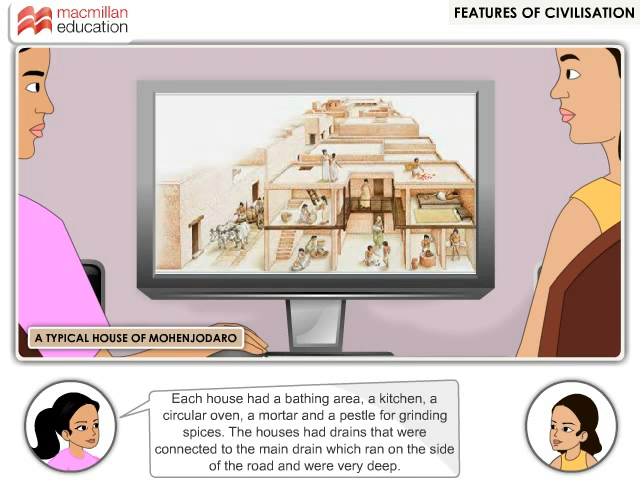 macmillan
education
FEATURES OF CIVILISATION
A TYPICAL HOUSE OF MOHENJODARO
Each house had a bathing area, a kitchen, a
circular oven, a mortar and a pestle for grinding
spices. The houses had drains that were
connected to the main drain which ran on the side
of the road and were very deep.